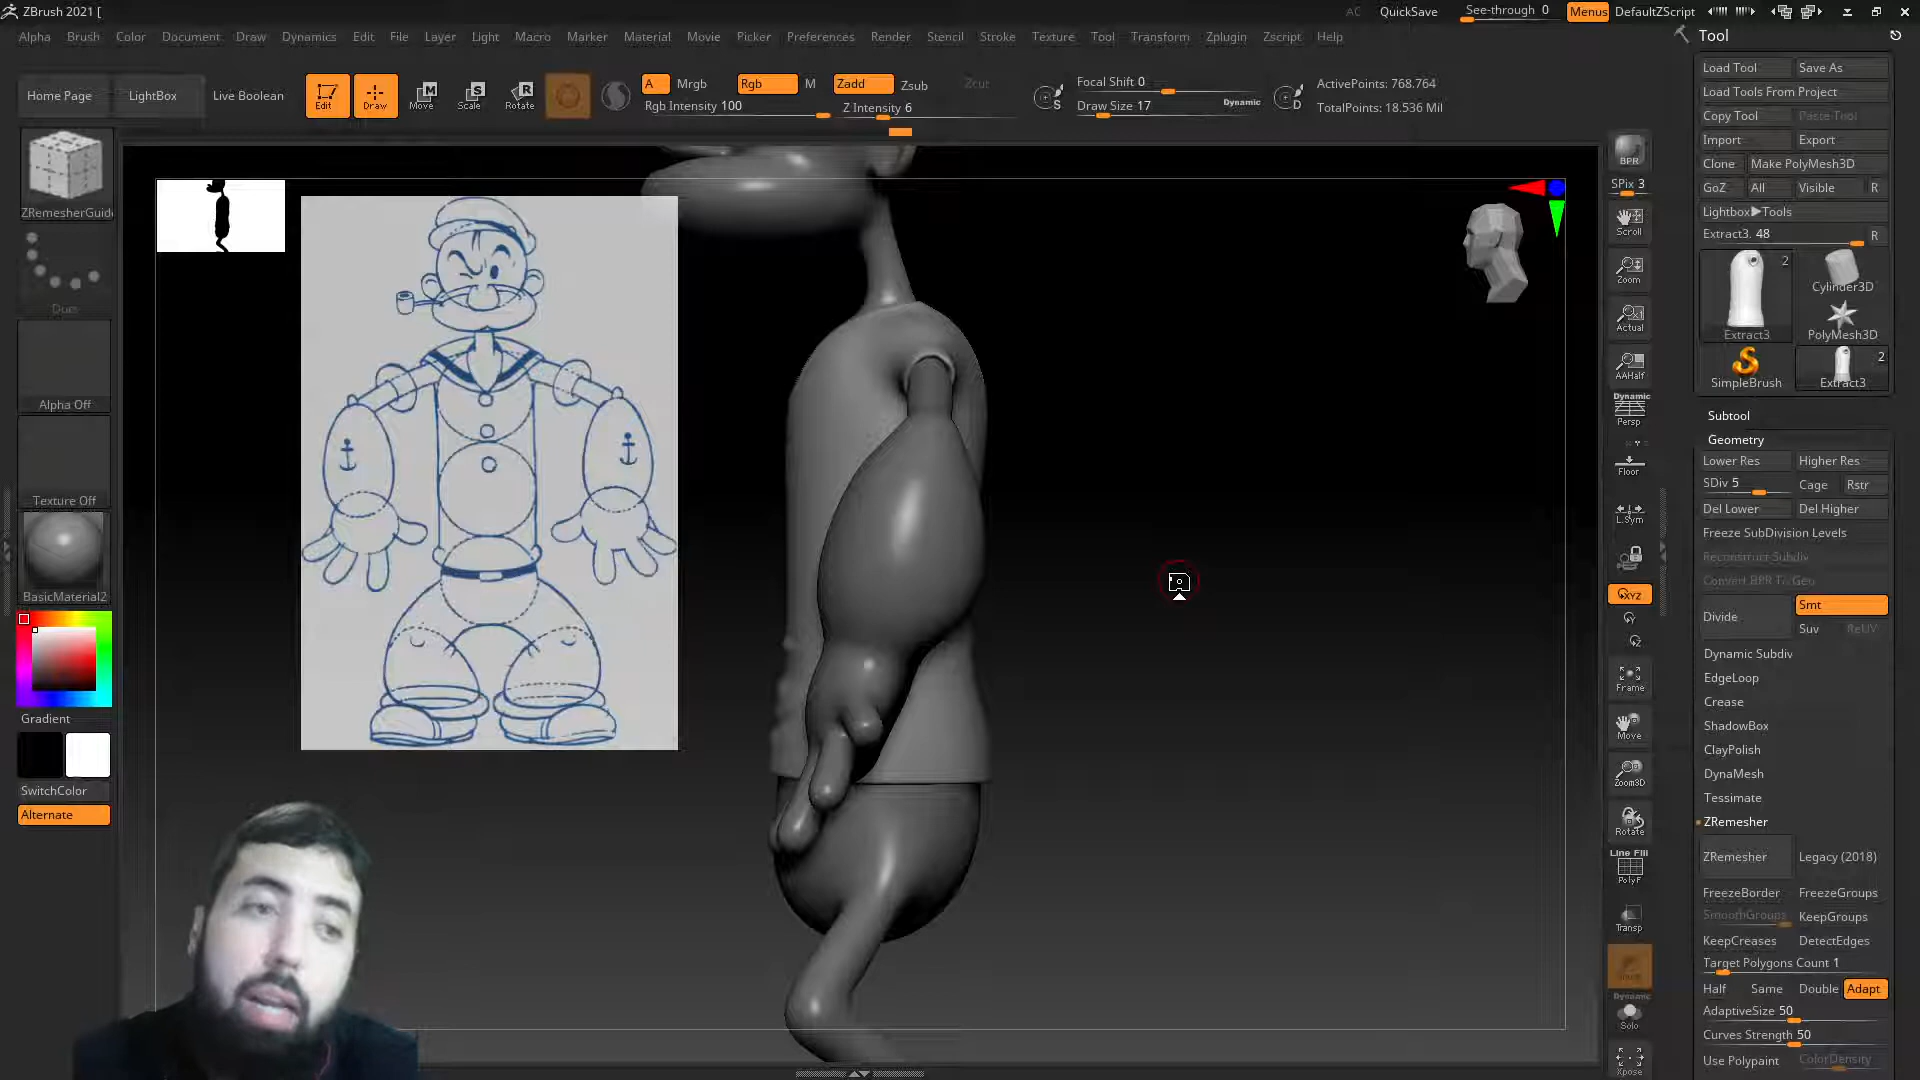 ZBrush 2021 [
AC QuickSave See-through 0 Menus DefaultZScript
Alpha Brush Color Document Draw Dynamics Edit File Layer Light Macro Marker Material Movie Picker Preferences Render Stencil Stroke Texture Tool Transform Zplugin Zscript Help
Home Page LightBox Live Boolean Edit Draw Move Scale Rotate
A Mrgb Rgb M Zadd Zsub Zcut
Rgb Intensity 100 Z Intensity 6
S Focal Shift 0
Draw Size 17 Dynamic D
ActivePoints: 768.764
TotalPoints: 18.536 Mil
ZRemesherGuid
Dots
Alpha Off
Texture Off
BasicMaterial2
Gradient
SwitchColor
Alternate
BPR
SPix 3
Scroll
Zoom
Actual
AAHalf
Dynamic
Persp
Floor
L.Sym
XYZ
Frame
Move
Zoom3D
Rotate
Line Fill
PolyF
Transp
Dynamic
Solo
Xpose
Tool
Load Tool Save As
Load Tools From Project
Copy Tool Paste Tool
Import Export
Clone Make PolyMesh3D
GoZ All Visible R
Lightbox▶Tools
Extract3. 48 R
2
Extract3
Cylinder3D
PolyMesh3D
SimpleBrush
2
Extract3
Subtool
Geometry
Lower Res Higher Res
SDiv 5 Cage Rstr
Del Lower Del Higher
Freeze SubDivision Levels
Reconstruct Subdiv
Convert BPR To Geo
Divide Smt
Suv ReUV
Dynamic Subdiv
EdgeLoop
Crease
ShadowBox
ClayPolish
DynaMesh
Tessimate
ZRemesher
ZRemesher Legacy (2018)
FreezeBorder FreezeGroups
SmoothGroups KeepGroups
KeepCreases DetectEdges
Target Polygons Count 1
Half Same Double Adapt
AdaptiveSize 50
Curves Strength 50
Use Polypaint ColorDensity